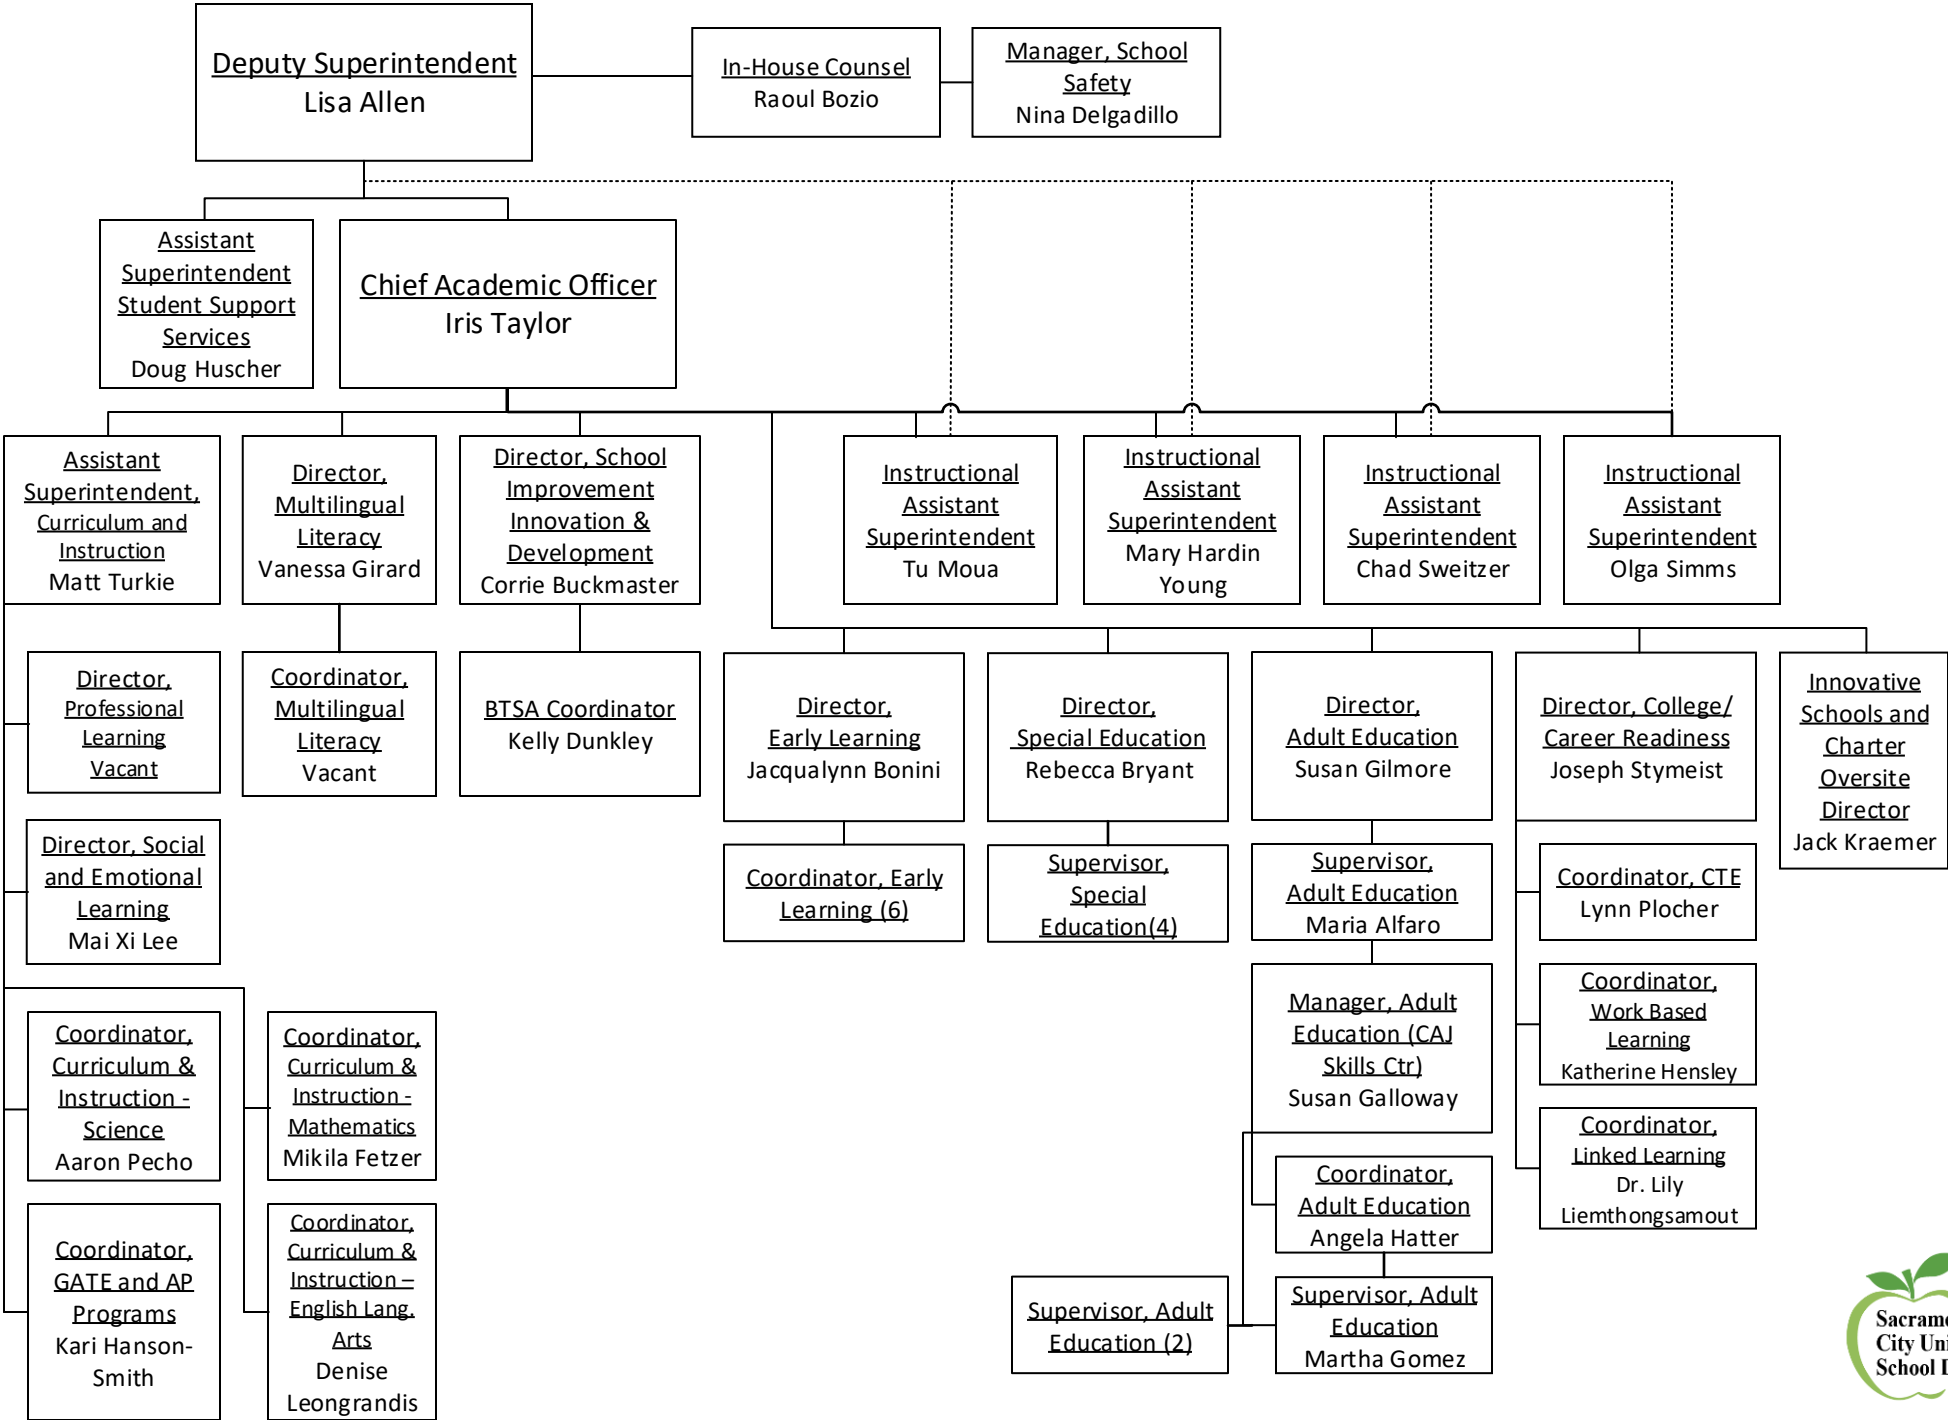 Deputy Superintendent
Lisa Allen
In-House Counsel
Raoul Bozio
Manager, School
Safety
Nina Delgadillo
Assistant
Superintendent
Student Support
Services
Doug Huscher
Chief Academic Officer
Iris Taylor
Assistant
Superintendent,
Curriculum and
Instruction
Matt Turkie
Director,
Multilingual
Literacy
Vanessa Girard
Director, School
Improvement
Innovation &
Development
Corrie Buckmaster
Instructional
Assistant
Superintendent
Tu Moua
Instructional
Assistant
Superintendent
Mary Hardin
Young
Instructional
Assistant
Superintendent
Chad Sweitzer
Instructional
Assistant
Superintendent
Olga Simms
Director,
Professional
Learning
Vacant
Coordinator,
Multilingual
Literacy
Vacant
BTSA Coordinator
Kelly Dunkley
Director,
Early Learning
Jacqualynn Bonini
Director,
Special Education
Rebecca Bryant
Director,
Adult Education
Susan Gilmore
Director, College/
Career Readiness
Joseph Stymeist
Innovative
Schools and
Charter
Oversite
Director
Jack Kraemer
Director, Social
and Emotional
Learning
Mai Xi Lee
Coordinator, Early
Learning (6)
Supervisor,
Special
Education(4)
Supervisor,
Adult Education
Maria Alfaro
Coordinator, CTE
Lynn Plocher
Manager, Adult
Education (CAJ
Skills Ctr)
Susan Galloway
Coordinator,
Work Based
Learning
Katherine Hensley
Coordinator,
Curriculum &
Instruction -
Science
Aaron Pecho
Coordinator,
Curriculum &
Instruction -
Mathematics
Mikila Fetzer
Coordinator,
Adult Education
Angela Hatter
Coordinator,
Linked Learning
Dr. Lily
Liemthongsamout
Coordinator,
GATE and AP
Programs
Kari Hanson-
Smith
Coordinator,
Curriculum &
Instruction –
English Lang.
Arts
Denise
Leongrandis
Supervisor, Adult
Education (2)
Supervisor, Adult
Education
Martha Gomez
City
School